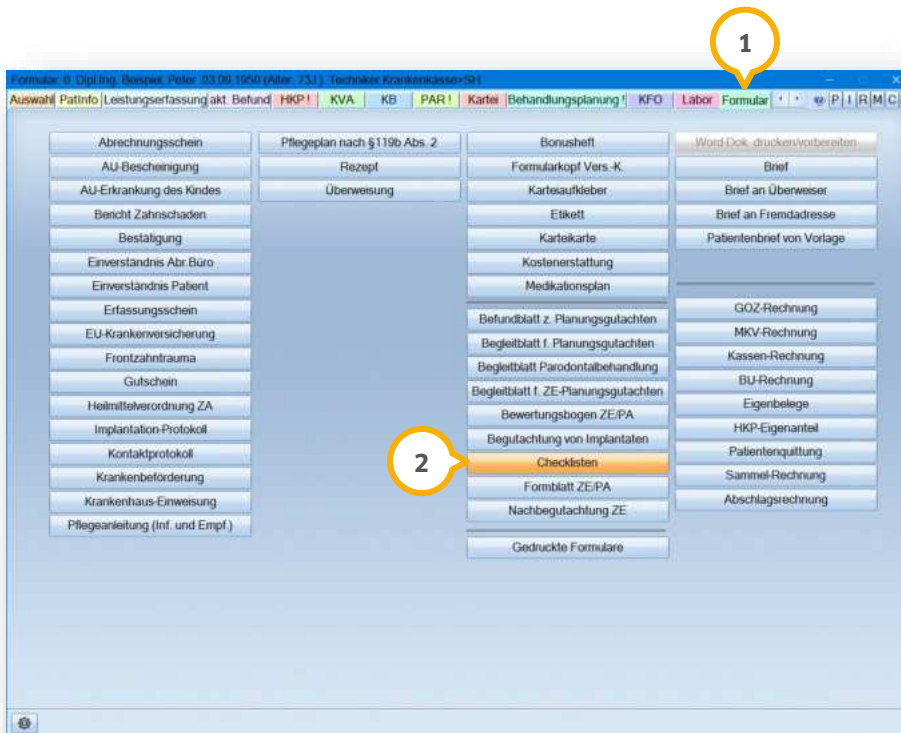 1
Formular: 0 Dipl.Ing. Beispiel, Peter 03.09.1950 (Alter: 73J.) Techniker Krankenkasse×SH
Auswahl PatInfo Leistungserfassung akt. Befund HKP ! KVA KB PAR ! Kartei Behandlungsplanung ! KFO Labor Formular P I R M C
Abrechnungsschein
AU-Bescheinigung
AU-Erkrankung des Kindes
Bericht Zahnschaden
Bestätigung
Einverständnis Abr.Büro
Einverständnis Patient
Erfassungsschein
EU-Krankenversicherung
Frontzahntrauma
Gutschein
Heilmittelverordnung ZA
Implantation-Protokoll
Kontaktprotokoll
Krankenbeförderung
Krankenhaus-Einweisung
Pflegeanleitung (Inf. und Empf.)
Pflegeplan nach §119b Abs. 2
Rezept
Überweisung
Bonusheft
Formularkopf Vers.-K.
Karteiaufkleber
Etikett
Karteikarte
Kostenerstattung
Medikationsplan
Befundblatt z. Planungsgutachten
Begleitblatt f. Planungsgutachten
Begleitblatt Parodontalbehandlung
Begleitblatt f. ZE-Planungsgutachten
Bewertungsbogen ZE/PA
Begutachtung von Implantaten
2
Checklisten
Formblatt ZE/PA
Nachbegutachtung ZE
Gedruckte Formulare
Word-Dok. drucken/vorbereiten
Brief
Brief an Überweiser
Brief an Fremdadresse
Patientenbrief von Vorlage
GOZ-Rechnung
MKV-Rechnung
Kassen-Rechnung
BU-Rechnung
Eigenbelege
HKP-Eigenanteil
Patientenquittung
Sammel-Rechnung
Abschlagsrechnung